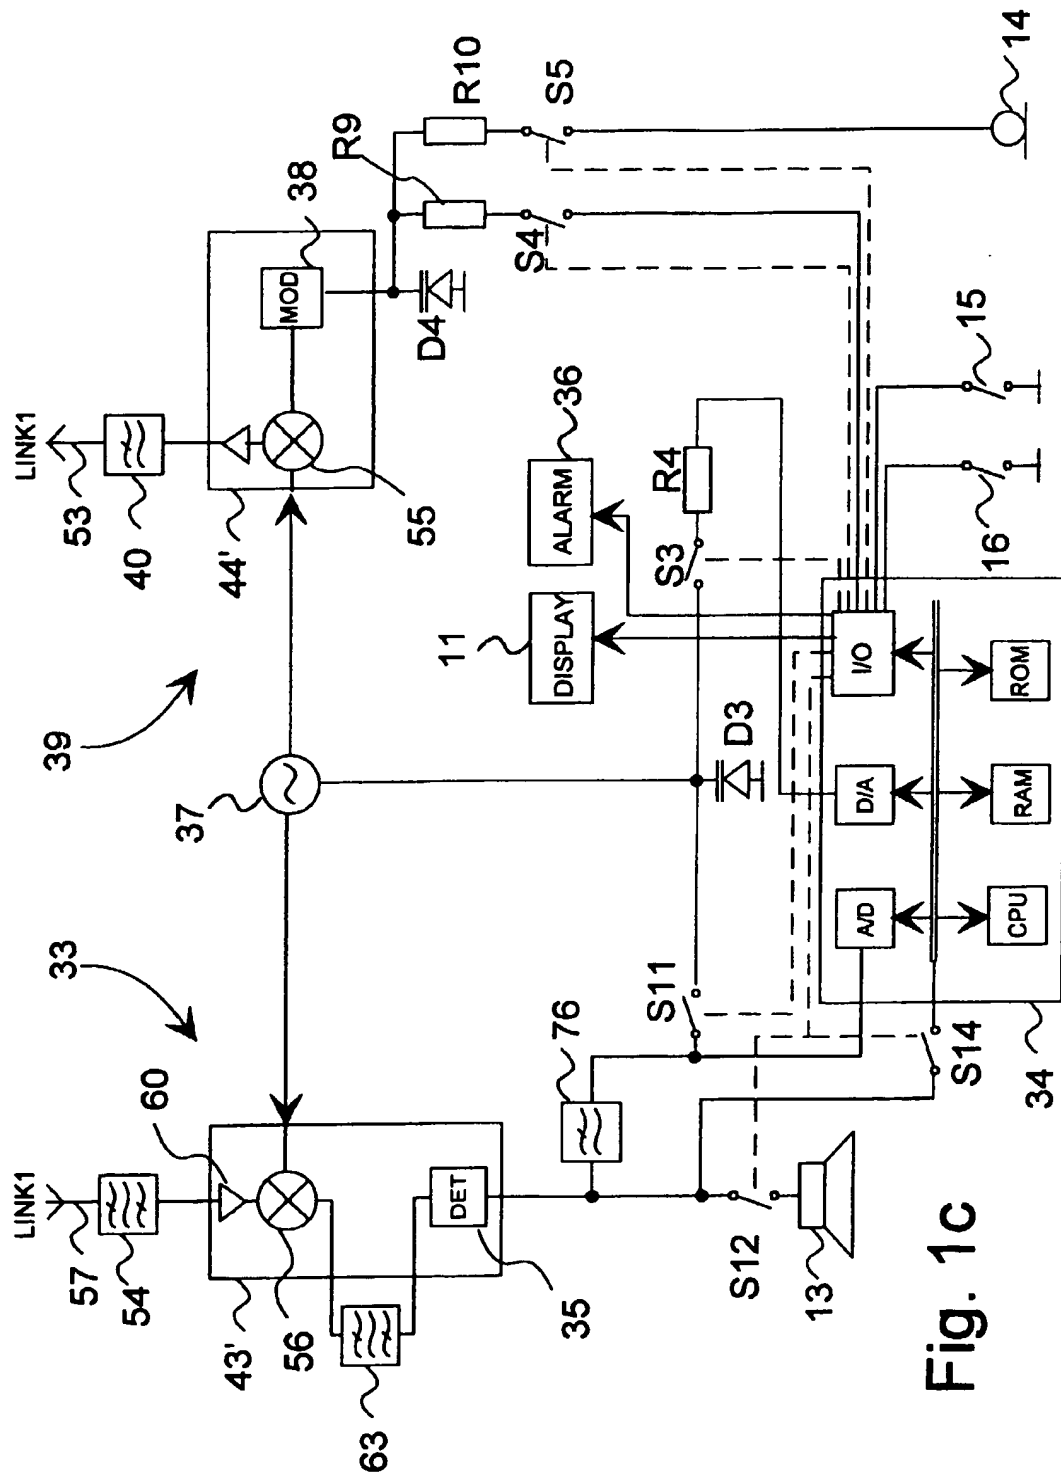 LINK1
57
54
60
43'
56
63
DET
35
33
37
39
LINK1
53
40
44'
55
MOD
38
D4
R9
R10
S4
S5
14
76
S11
S12
13
S14
34
D3
S3
R4
11
DISPLAY
ALARM
36
A/D
D/A
I/O
CPU
RAM
ROM
16
15
Fig. 1c